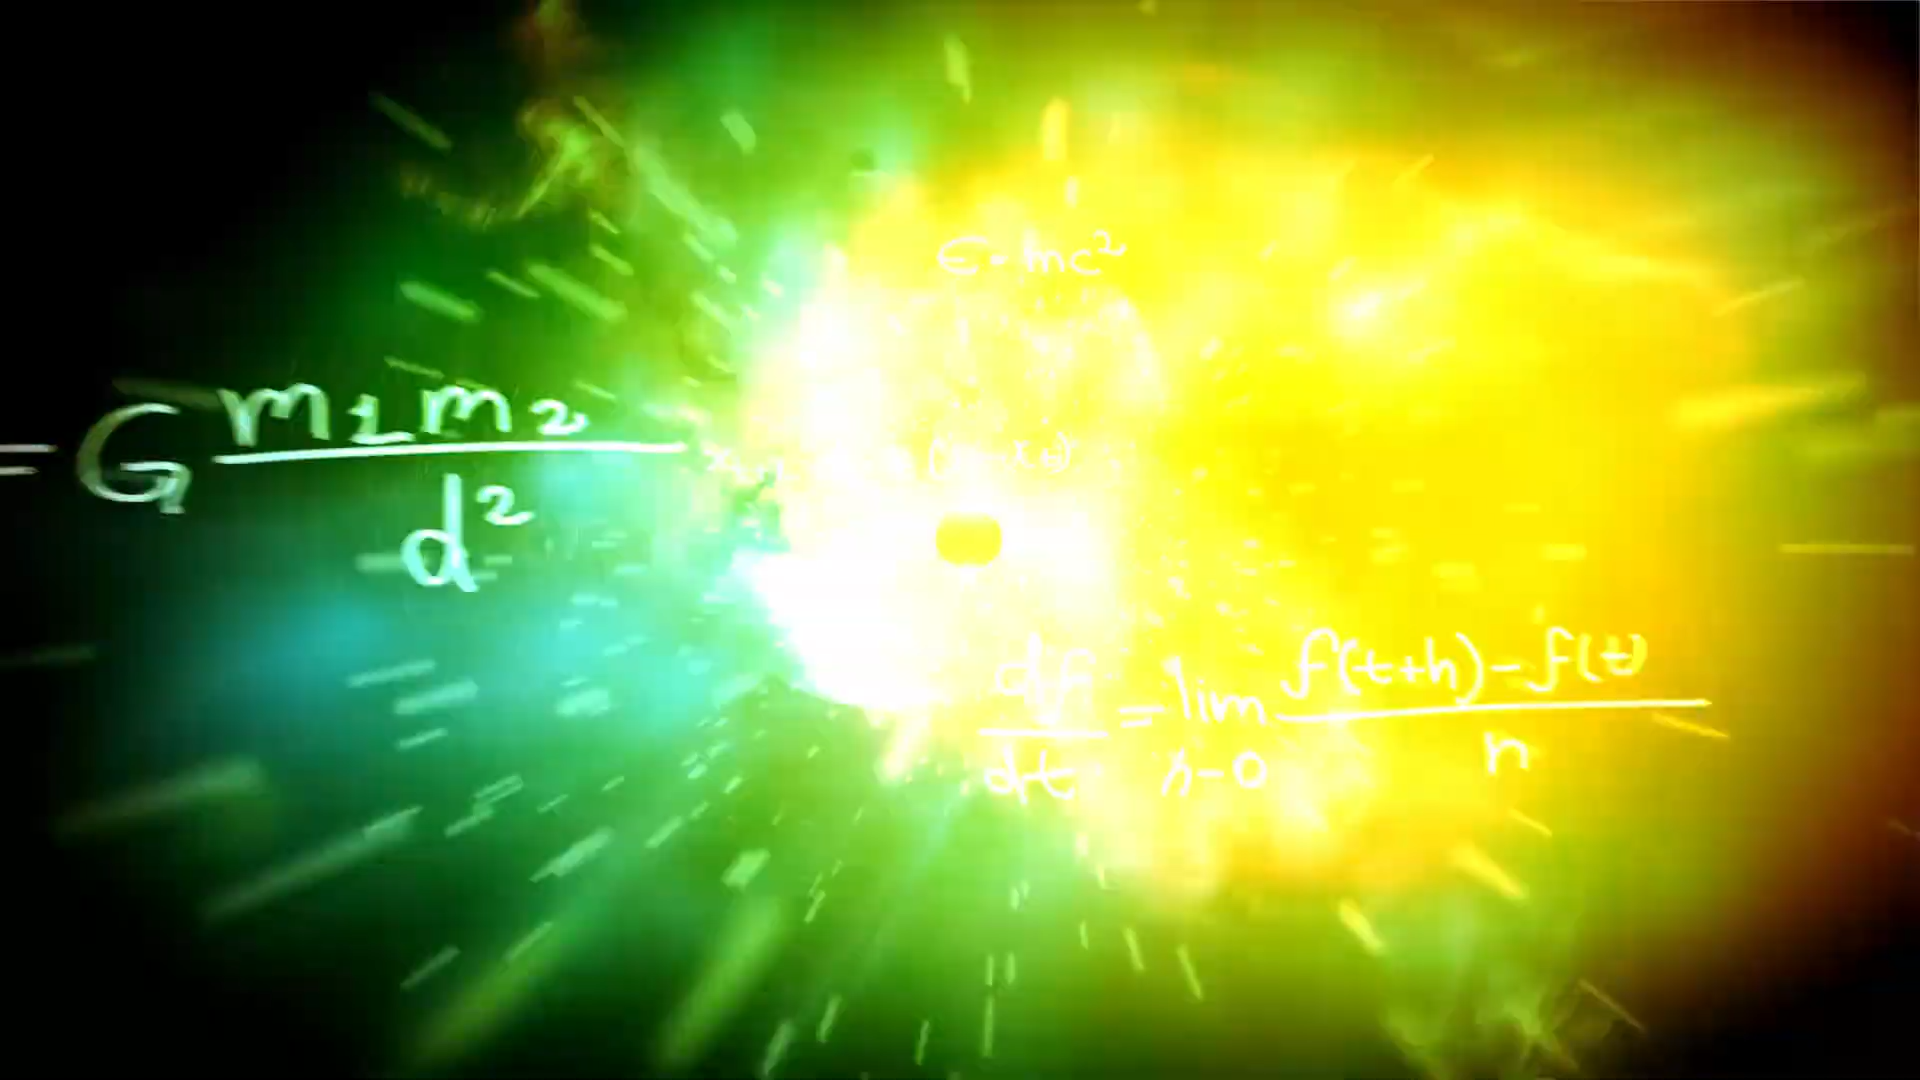 E=mc²
= G m₁m₂ / d²
df/dt = lim h→0 f(t+h)-f(t) / h